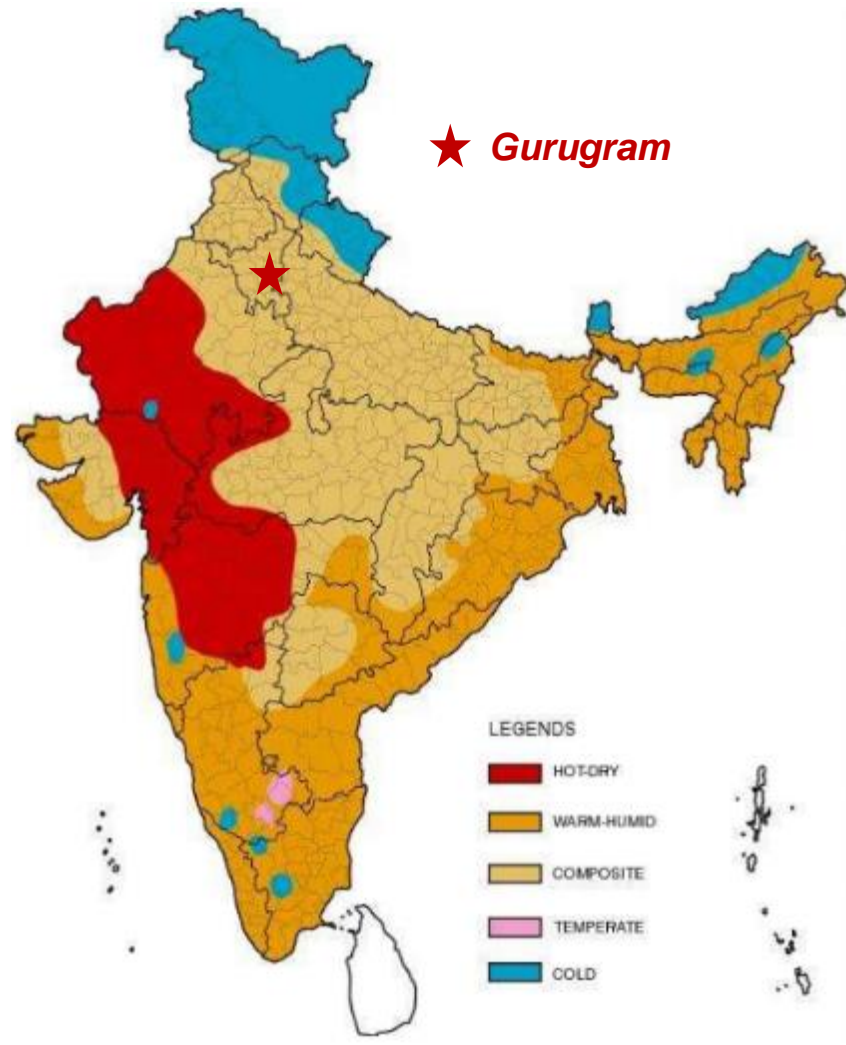 Gurugram
LEGENDS
HOT-DRY
WARM-HUMID
COMPOSITE
TEMPERATE
COLD